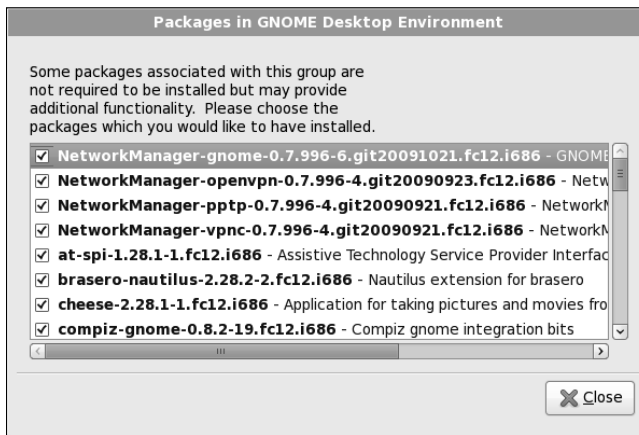 Packages in GNOME Desktop Environment
Some packages associated with this group are
not required to be installed but may provide
additional functionality. Please choose the
packages which you would like to have installed.
NetworkManager-gnome-0.7.996-6.git20091021.fc12.i686 - GNOME
NetworkManager-openvpn-0.7.996-4.git20090923.fc12.i686 - Netw
NetworkManager-pptp-0.7.996-4.git20090921.fc12.i686 - Network
NetworkManager-vpnc-0.7.996-4.git20090921.fc12.i686 - Network
at-spi-1.28.1-1.fc12.i686 - Assistive Technology Service Provider Interfac
brasero-nautilus-2.28.2-2.fc12.i686 - Nautilus extension for brasero
cheese-2.28.1-1.fc12.i686 - Application for taking pictures and movies fro
compiz-gnome-0.8.2-19.fc12.i686 - Compiz gnome integration bits
Close